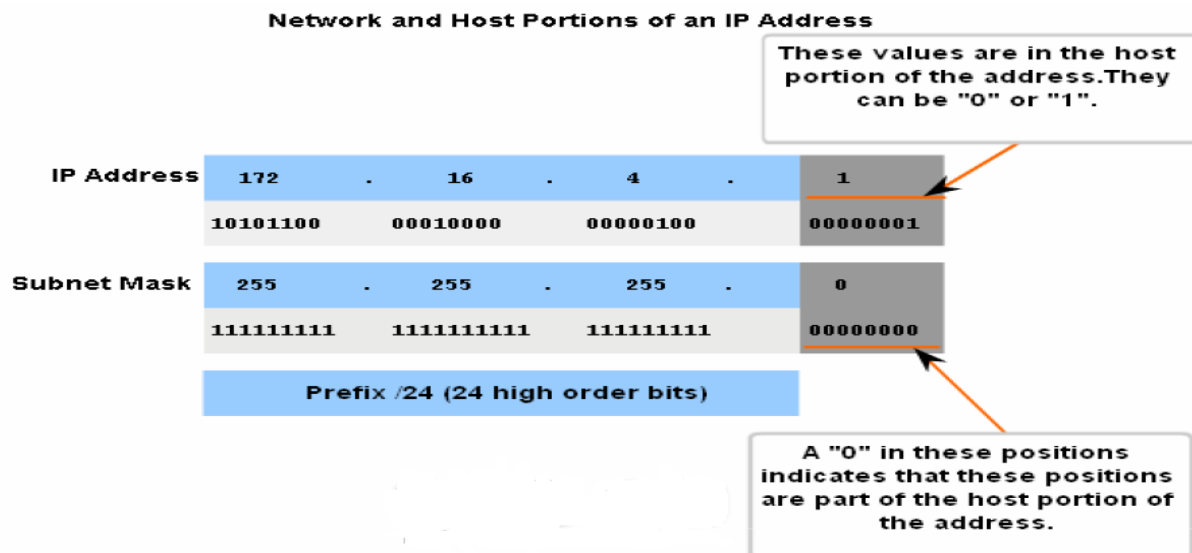 Network and Host Portions of an IP Address
These values are in the host
portion of the address.They
can be "0" or "1".
IP Address 172 . 16 . 4 . 1
10101100 00010000 00000100 00000001
Subnet Mask 255 . 255 . 255 . 0
111111111 1111111111 111111111 00000000
Prefix /24 (24 high order bits)
A "0" in these positions
indicates that these positions
are part of the host portion of
the address.